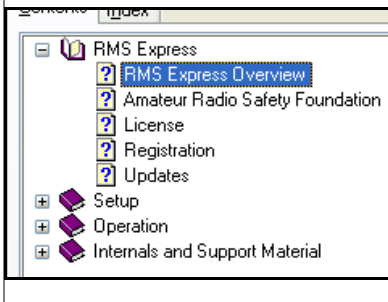 Contents Index
RMS Express
RMS Express Overview
Amateur Radio Safety Foundation
License
Registration
Updates
Setup
Operation
Internals and Support Material